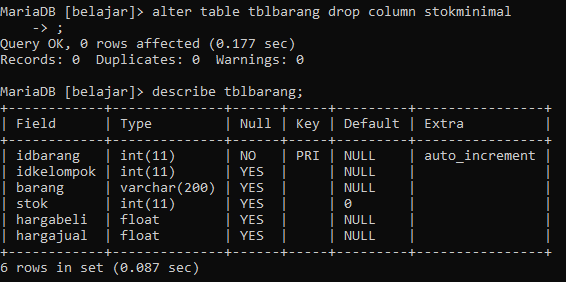 MariaDB [belajar]> alter table tblbarang drop column stokminimal
    -> ;
Query OK, 0 rows affected (0.177 sec)
Records: 0  Duplicates: 0  Warnings: 0

MariaDB [belajar]> describe tblbarang;
+------------+--------------+------+-----+---------+----------------+
| Field      | Type         | Null | Key | Default | Extra          |
+------------+--------------+------+-----+---------+----------------+
| idbarang   | int(11)      | NO   | PRI | NULL    | auto_increment |
| idkelompok | int(11)      | YES  |     | NULL    |                |
| barang     | varchar(200) | YES  |     | NULL    |                |
| stok       | int(11)      | YES  |     | 0       |                |
| hargabeli  | float        | YES  |     | NULL    |                |
| hargajual  | float        | YES  |     | NULL    |                |
+------------+--------------+------+-----+---------+----------------+
6 rows in set (0.087 sec)